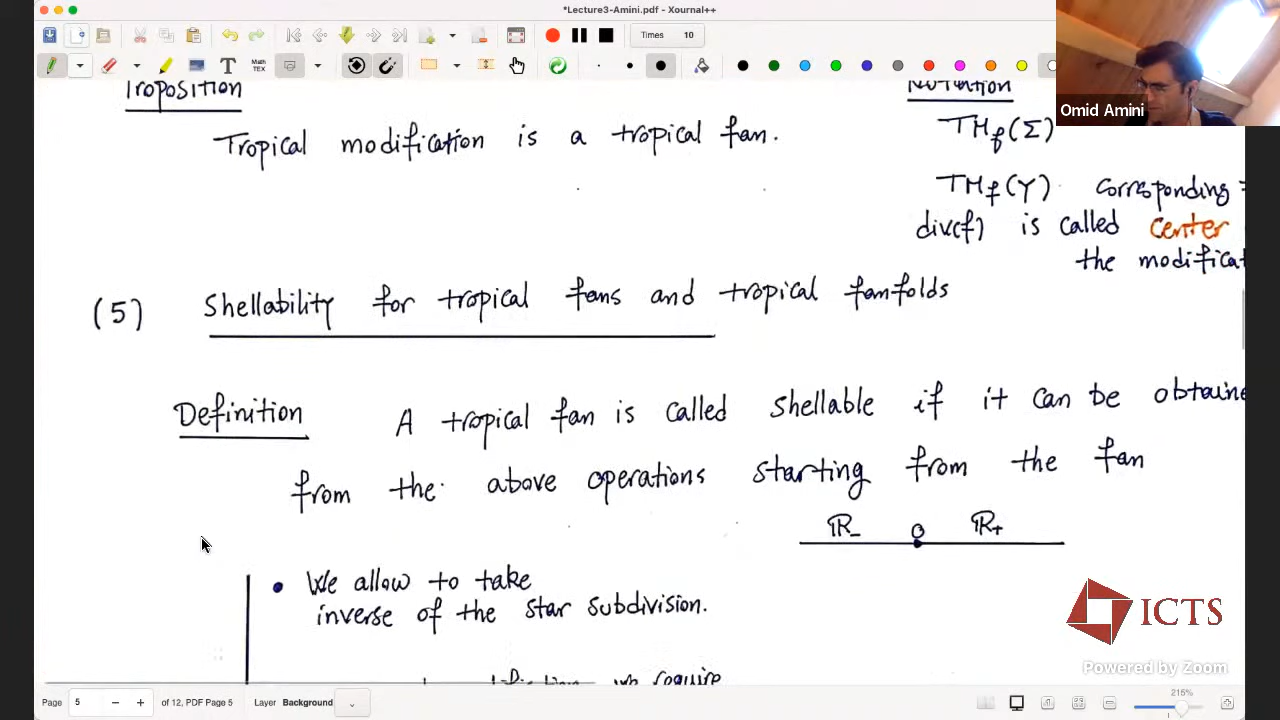 *Lecture3-Amini.pdf - Xournal++
Times 10
Proposition
Tropical modification is a tropical fan.
Notation
TM_f(Σ)
TM_f(Y) corresponding
div(f) is called center
the modificat
Omid Amini
(5) Shellability for tropical fans and tropical fanfolds
Definition A tropical fan is called shellable if it can be obtaine
from the above operations starting from the fan
ℝ_- 0 ℝ_+
• We allow to take
inverse of the star subdivision.
we require
ICTS
Powered by Zoom
Page 5 of 12, PDF Page 5 Layer Background 215%